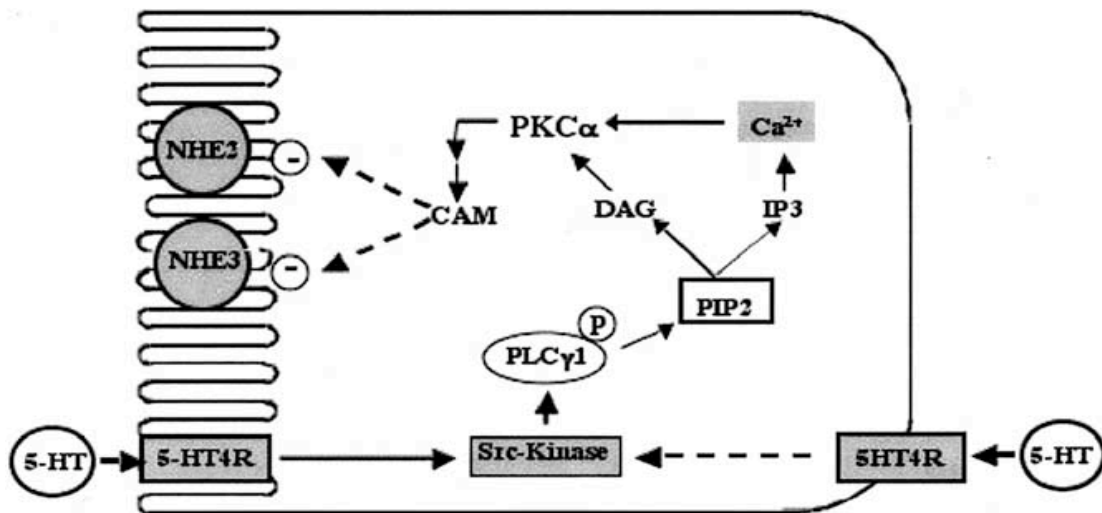 NHE2
-
PKCα
Ca²⁺
CAM
DAG
IP3
NHE3
-
PIP2
P
PLCγ1
5-HT
5-HT4R
Src-Kinase
5HT4R
5-HT